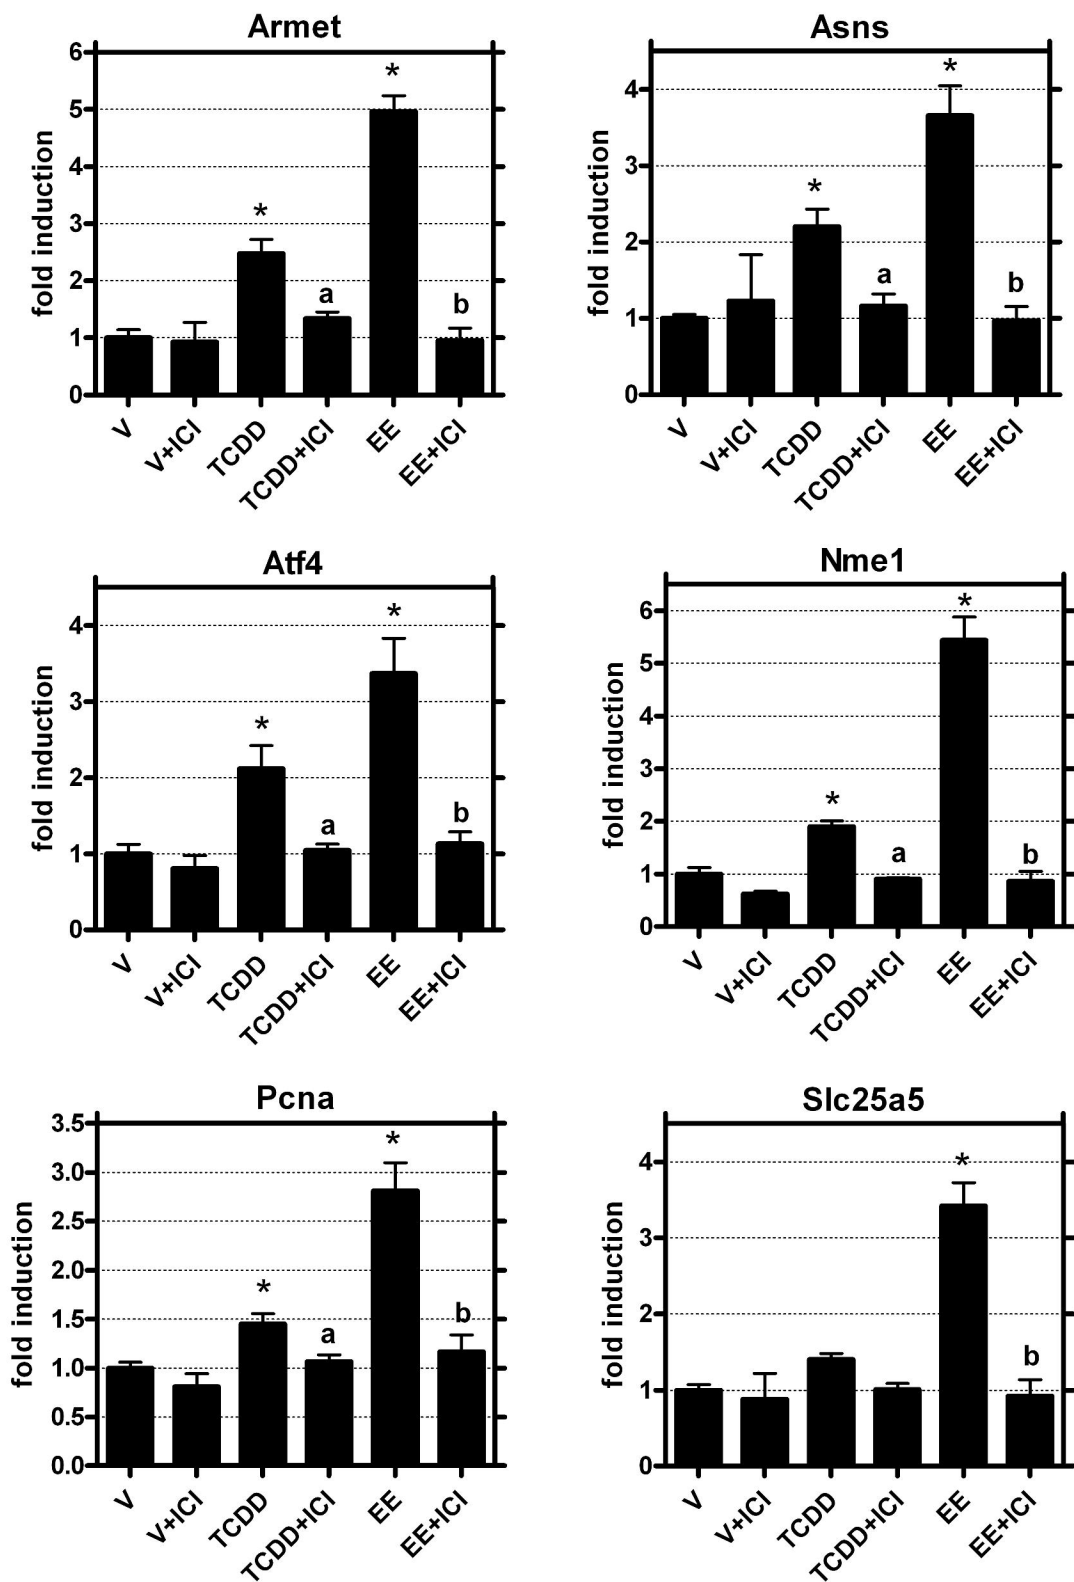 Armet
fold induction
6
5
4
3
2
1
0
*
*
a
b
V
V+ICI
TCDD
TCDD+ICI
EE
EE+ICI
Asns
fold induction
4
3
2
1
0
*
*
a
b
V
V+ICI
TCDD
TCDD+ICI
EE
EE+ICI
Atf4
fold induction
4
3
2
1
0
*
*
a
b
V
V+ICI
TCDD
TCDD+ICI
EE
EE+ICI
Nme1
fold induction
6
5
4
3
2
1
0
*
*
a
b
V
V+ICI
TCDD
TCDD+ICI
EE
EE+ICI
Pcna
fold induction
3.5
3.0
2.5
2.0
1.5
1.0
0.5
0.0
*
*
a
b
V
V+ICI
TCDD
TCDD+ICI
EE
EE+ICI
Slc25a5
fold induction
4
3
2
1
0
*
b
V
V+ICI
TCDD
TCDD+ICI
EE
EE+ICI